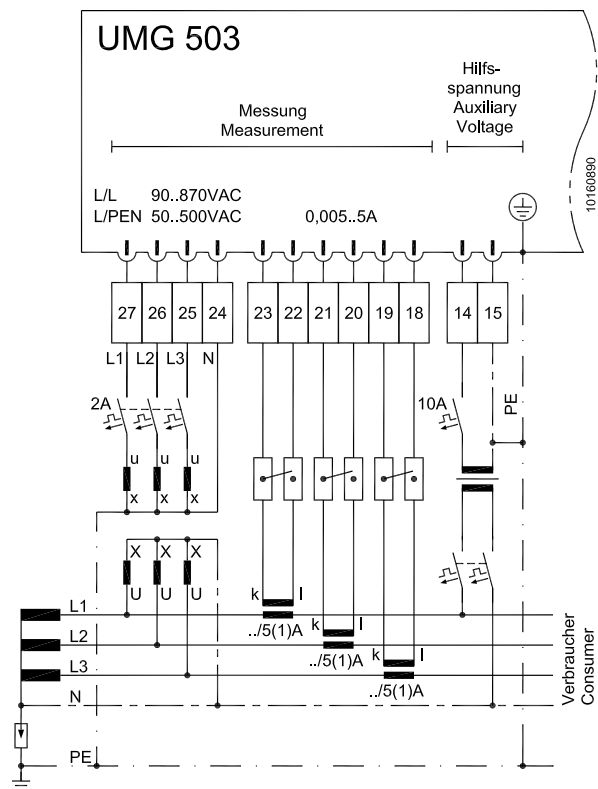 UMG 503
Hilfs-
spannung
Auxiliary
Voltage
Messung
Measurement
10160890
L/L 90..870VAC
L/PEN 50..500VAC 0,005..5A
27 26 25 24 23 22 21 20 19 18 14 15
L1 L2 L3 N
2A 10A PE
u u u
x x x
X X X
U U U
k l
L1
../5(1)A k l
L2
../5(1)A k l
L3
../5(1)A
N
PE
Verbraucher
Consumer